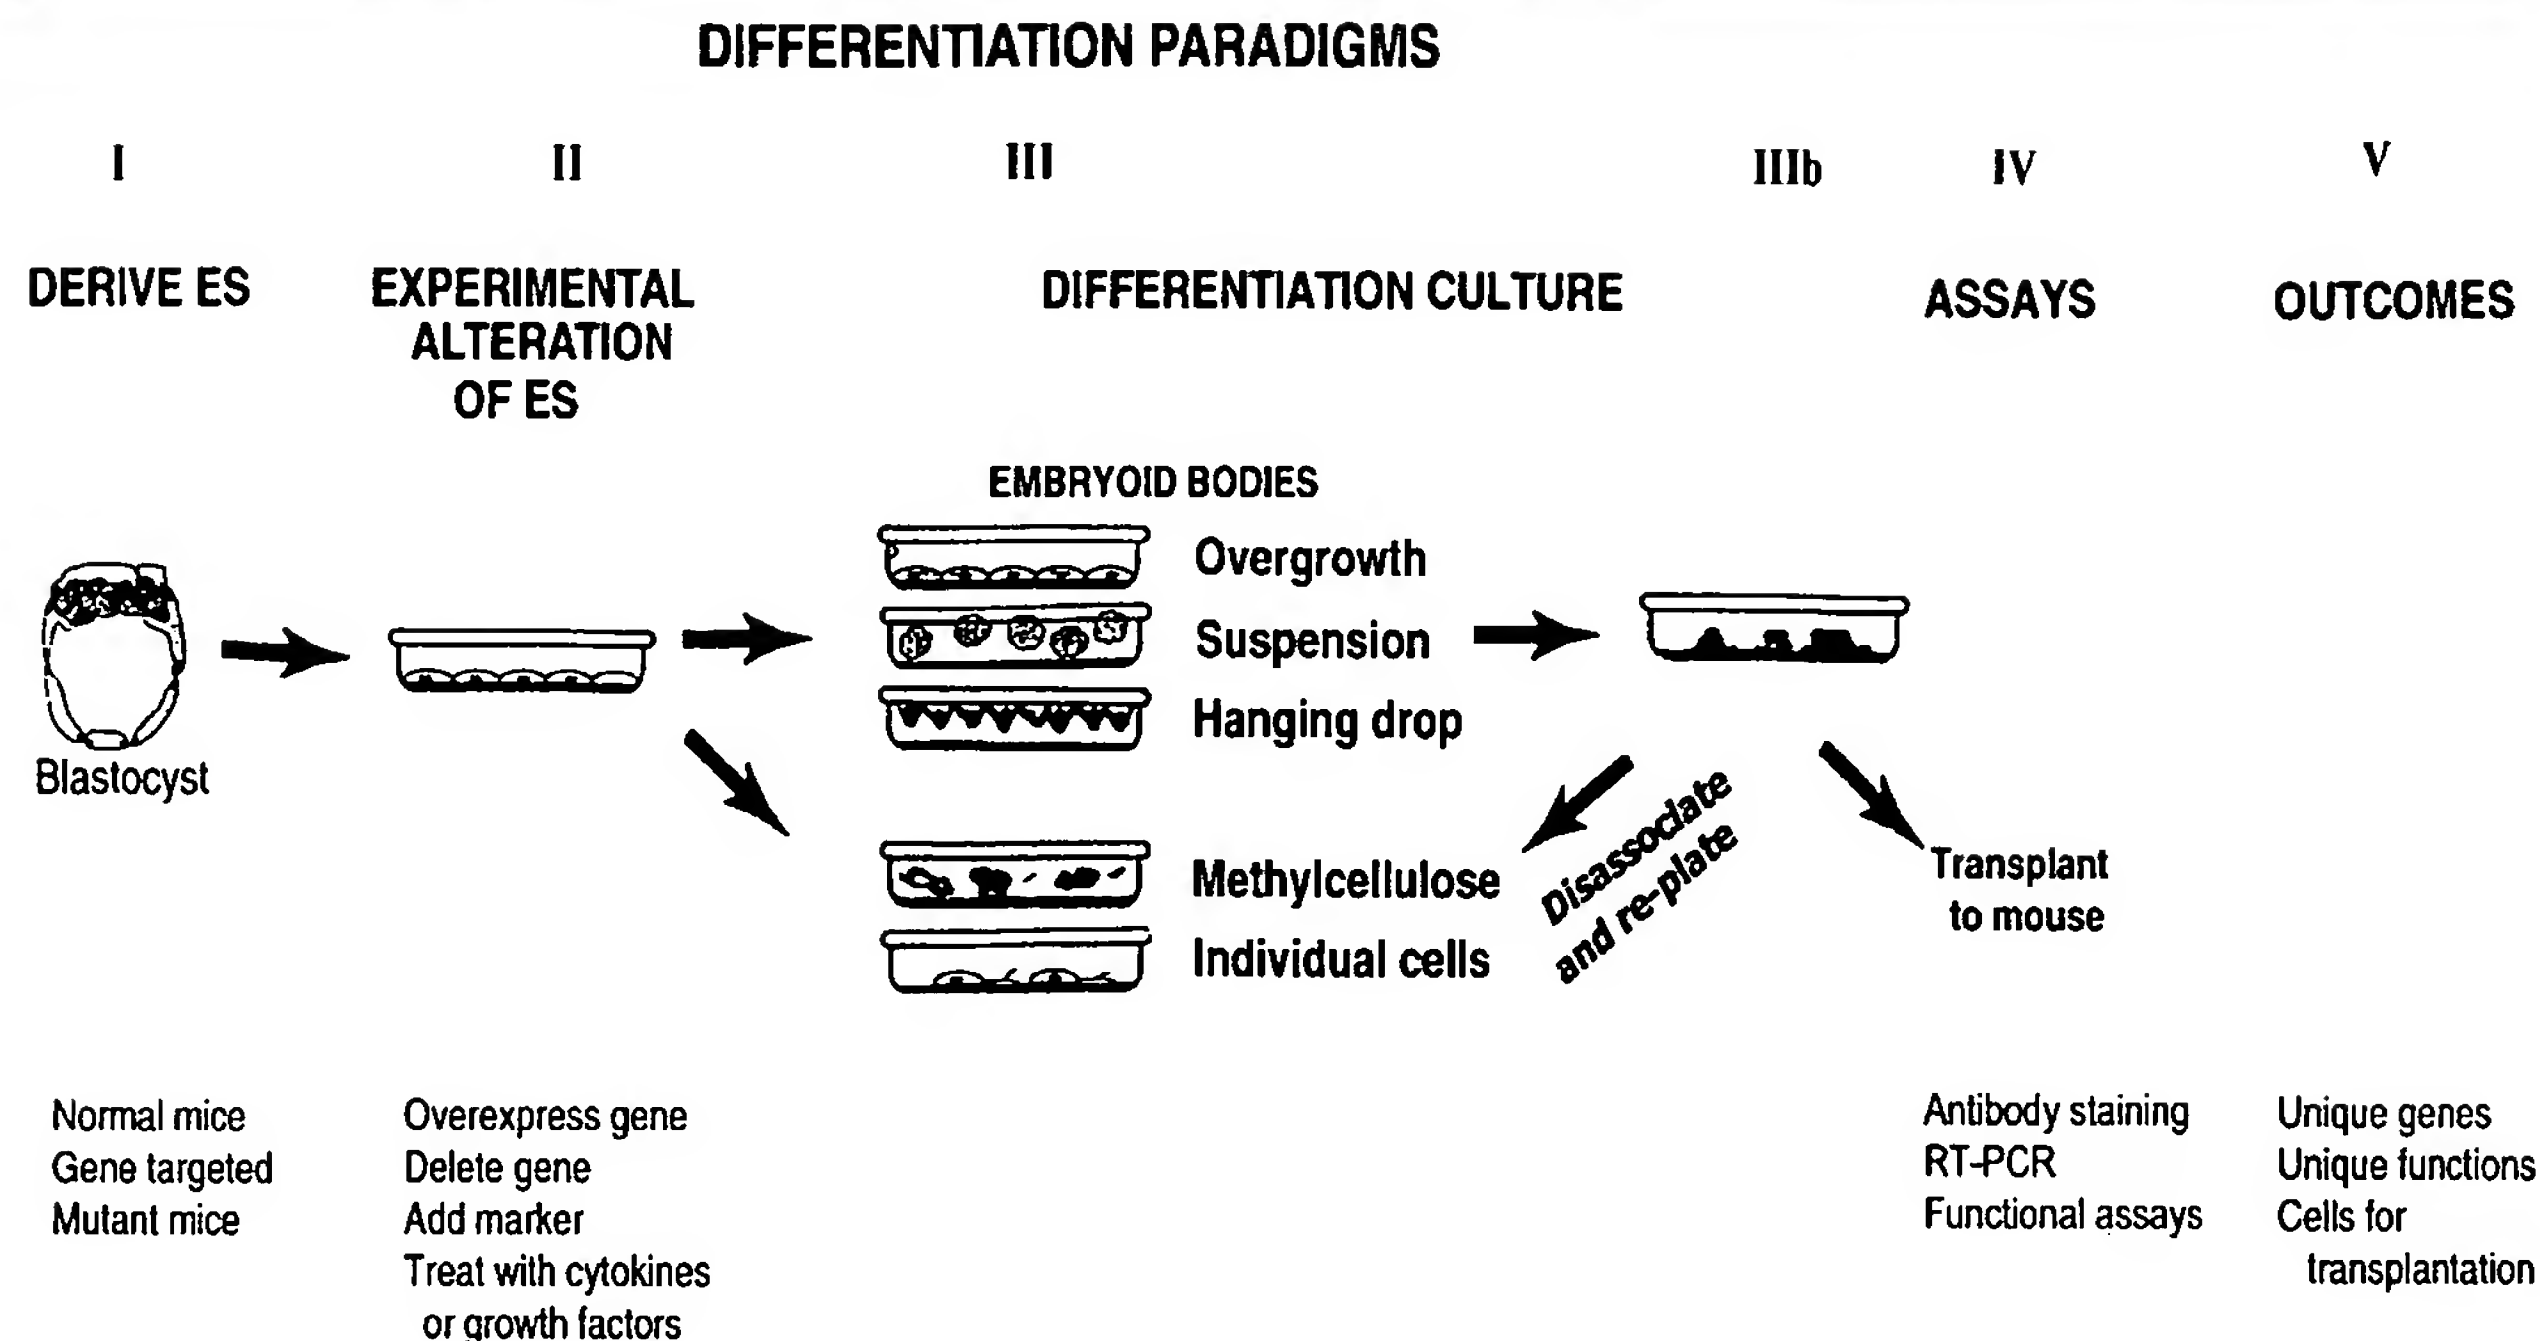 DIFFERENTIATION PARADIGMS
I
II
III
IIIb
IV
V
DERIVE ES
EXPERIMENTAL
ALTERATION
OF ES
DIFFERENTIATION CULTURE
ASSAYS
OUTCOMES
EMBRYOID BODIES
Overgrowth
Suspension
Hanging drop
Blastocyst
Methylcellulose
Individual cells
Disassociate
and re-plate
Transplant
to mouse
Normal mice
Gene targeted
Mutant mice
Overexpress gene
Delete gene
Add marker
Treat with cytokines
or growth factors
Antibody staining
RT-PCR
Functional assays
Unique genes
Unique functions
Cells for
transplantation